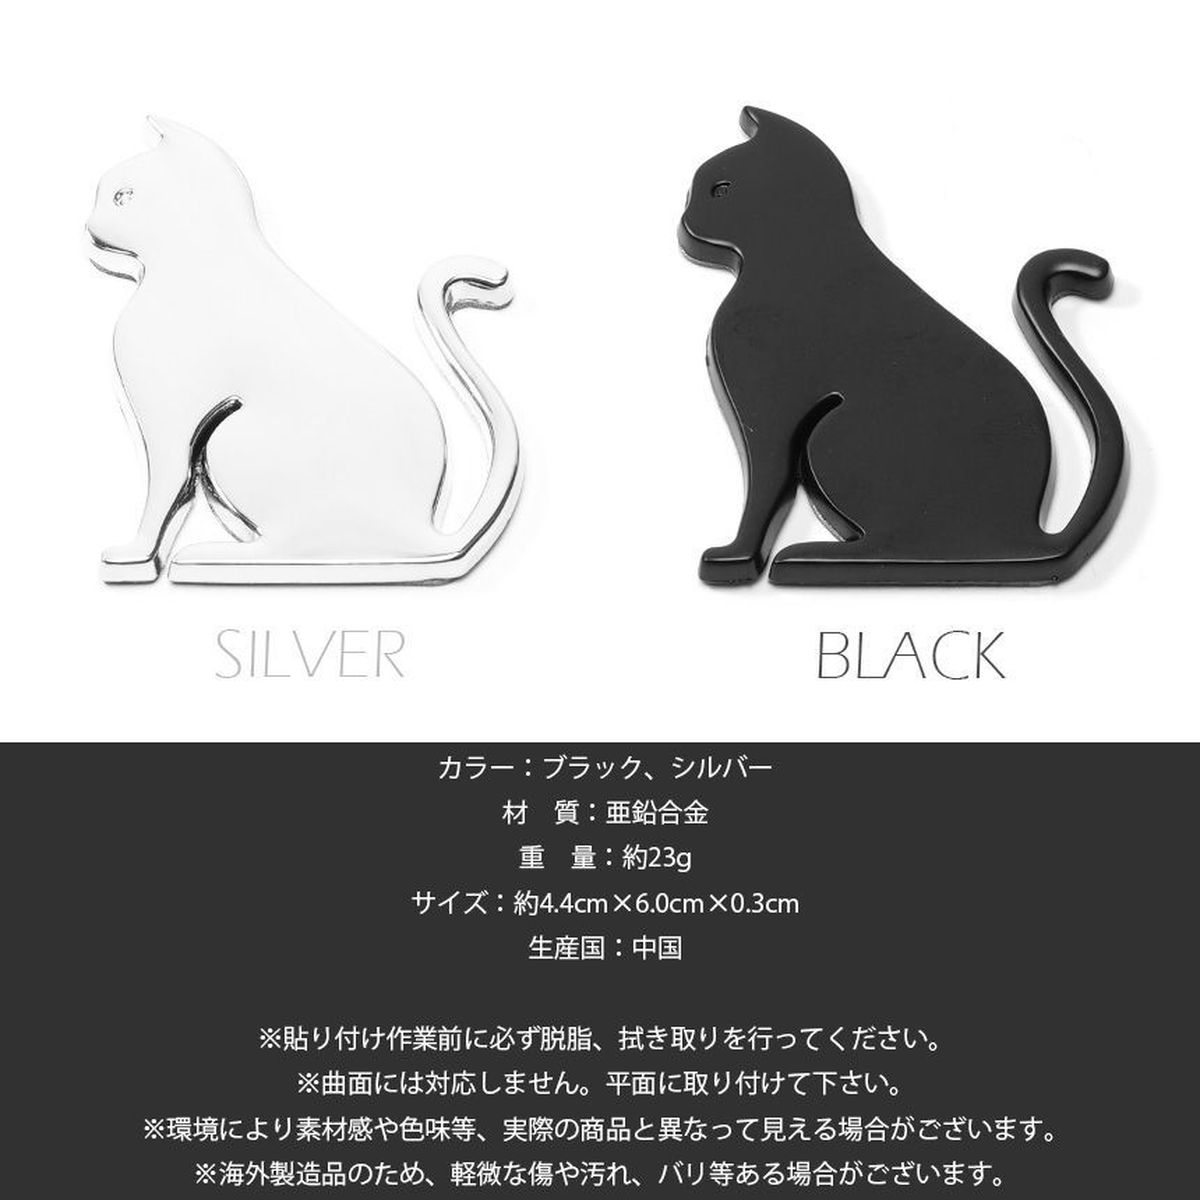 SILVER
BLACK
カラー：ブラック、シルバー
材　質：亜鉛合金
重　量：約23g
サイズ：約4.4cm×6.0cm×0.3cm
生産国：中国
※貼り付け作業前に必ず脱脂、拭き取りを行ってください。
※曲面には対応しません。平面に取り付けて下さい。
※環境により素材感や色味等、実際の商品と異なって見える場合がございます。
※海外製造品のため、軽微な傷や汚れ、バリ等ある場合がございます。